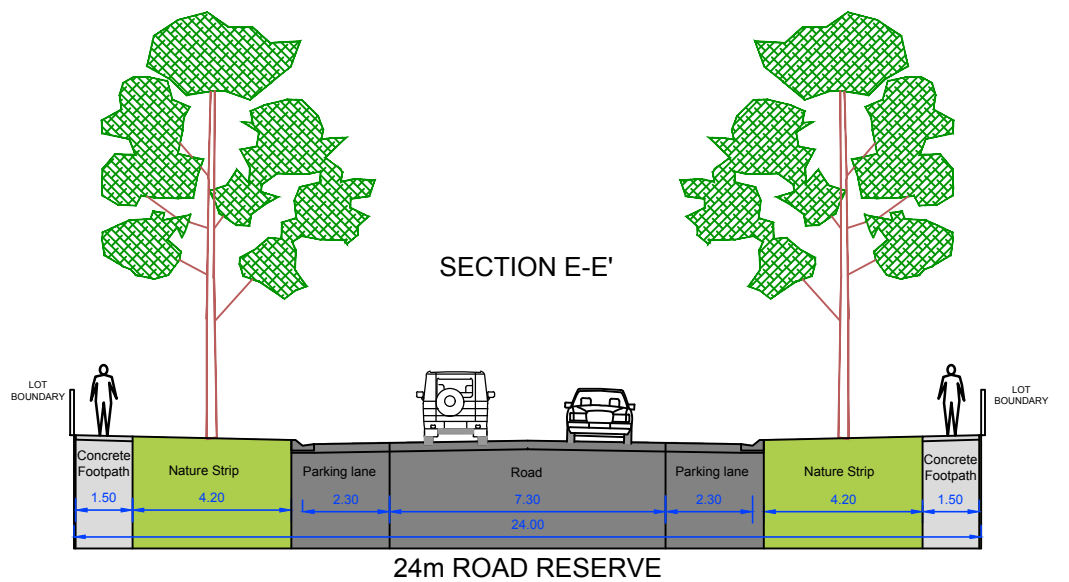 SECTION E-E'
LOT
BOUNDARY
LOT
BOUNDARY
Concrete
Footpath
Nature Strip
Parking lane
Road
Parking lane
Nature Strip
Concrete
Footpath
1.50
4.20
2.30
7.30
2.30
4.20
1.50
24.00
24m ROAD RESERVE